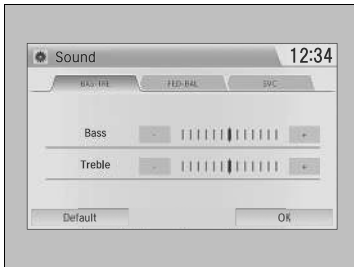 Sound 12:34
BAS-TRE FED-BAL SVC
Bass - +
Treble - +
Default OK